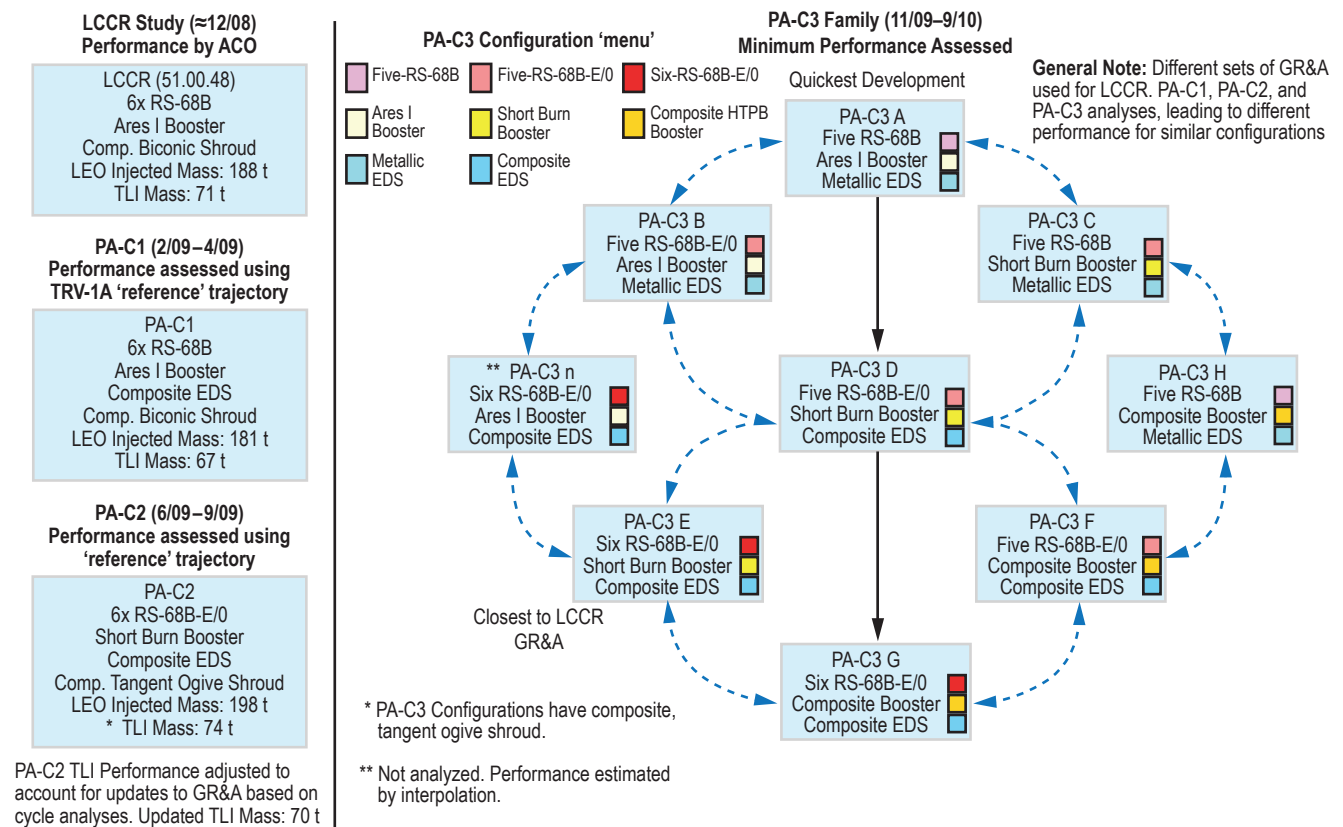 LCCR Study (≈12/08)
Performance by ACO
LCCR (51.00.48)
6x RS-68B
Ares I Booster
Comp. Biconic Shroud
LEO Injected Mass: 188 t
TLI Mass: 71 t
PA-C1 (2/09–4/09)
Performance assessed using
TRV-1A ‘reference’ trajectory
PA-C1
6x RS-68B
Ares I Booster
Composite EDS
Comp. Biconic Shroud
LEO Injected Mass: 181 t
TLI Mass: 67 t
PA-C2 (6/09–9/09)
Performance assessed using
‘reference’ trajectory
PA-C2
6x RS-68B-E/0
Short Burn Booster
Composite EDS
Comp. Tangent Ogive Shroud
LEO Injected Mass: 198 t
* TLI Mass: 74 t
PA-C2 TLI Performance adjusted to
account for updates to GR&A based on
cycle analyses. Updated TLI Mass: 70 t
PA-C3 Configuration ‘menu’
Five-RS-68B
Five-RS-68B-E/0
Six-RS-68B-E/0
Ares I
Booster
Short Burn
Booster
Composite HTPB
Booster
Metallic
EDS
Composite
EDS
PA-C3 Family (11/09–9/10)
Minimum Performance Assessed
Quickest Development
General Note: Different sets of GR&A
used for LCCR. PA-C1, PA-C2, and
PA-C3 analyses, leading to different
performance for similar configurations
PA-C3 A
Five RS-68B
Ares I Booster
Metallic EDS
PA-C3 B
Five RS-68B-E/0
Ares I Booster
Metallic EDS
PA-C3 C
Five RS-68B
Short Burn Booster
Metallic EDS
** PA-C3 n
Six RS-68B-E/0
Ares I Booster
Composite EDS
PA-C3 D
Five RS-68B-E/0
Short Burn Booster
Composite EDS
PA-C3 H
Five RS-68B
Composite Booster
Metallic EDS
PA-C3 E
Six RS-68B-E/0
Short Burn Booster
Composite EDS
PA-C3 F
Five RS-68B-E/0
Composite Booster
Composite EDS
Closest to LCCR
GR&A
PA-C3 G
Six RS-68B-E/0
Composite Booster
Composite EDS
* PA-C3 Configurations have composite,
tangent ogive shroud.
** Not analyzed. Performance estimated
by interpolation.